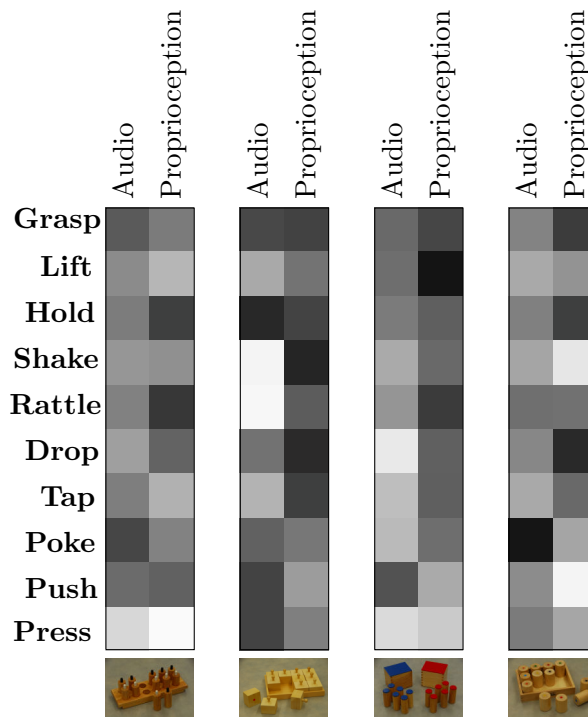 Audio
Proprioception
Audio
Proprioception
Audio
Proprioception
Audio
Proprioception
Grasp
Lift
Hold
Shake
Rattle
Drop
Tap
Poke
Push
Press